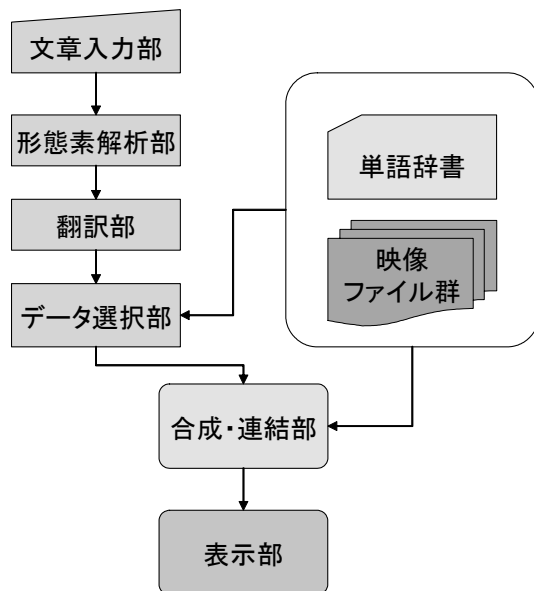 文章入力部
形態素解析部
翻訳部
データ選択部
単語辞書
映像
ファイル群
合成・連結部
表示部